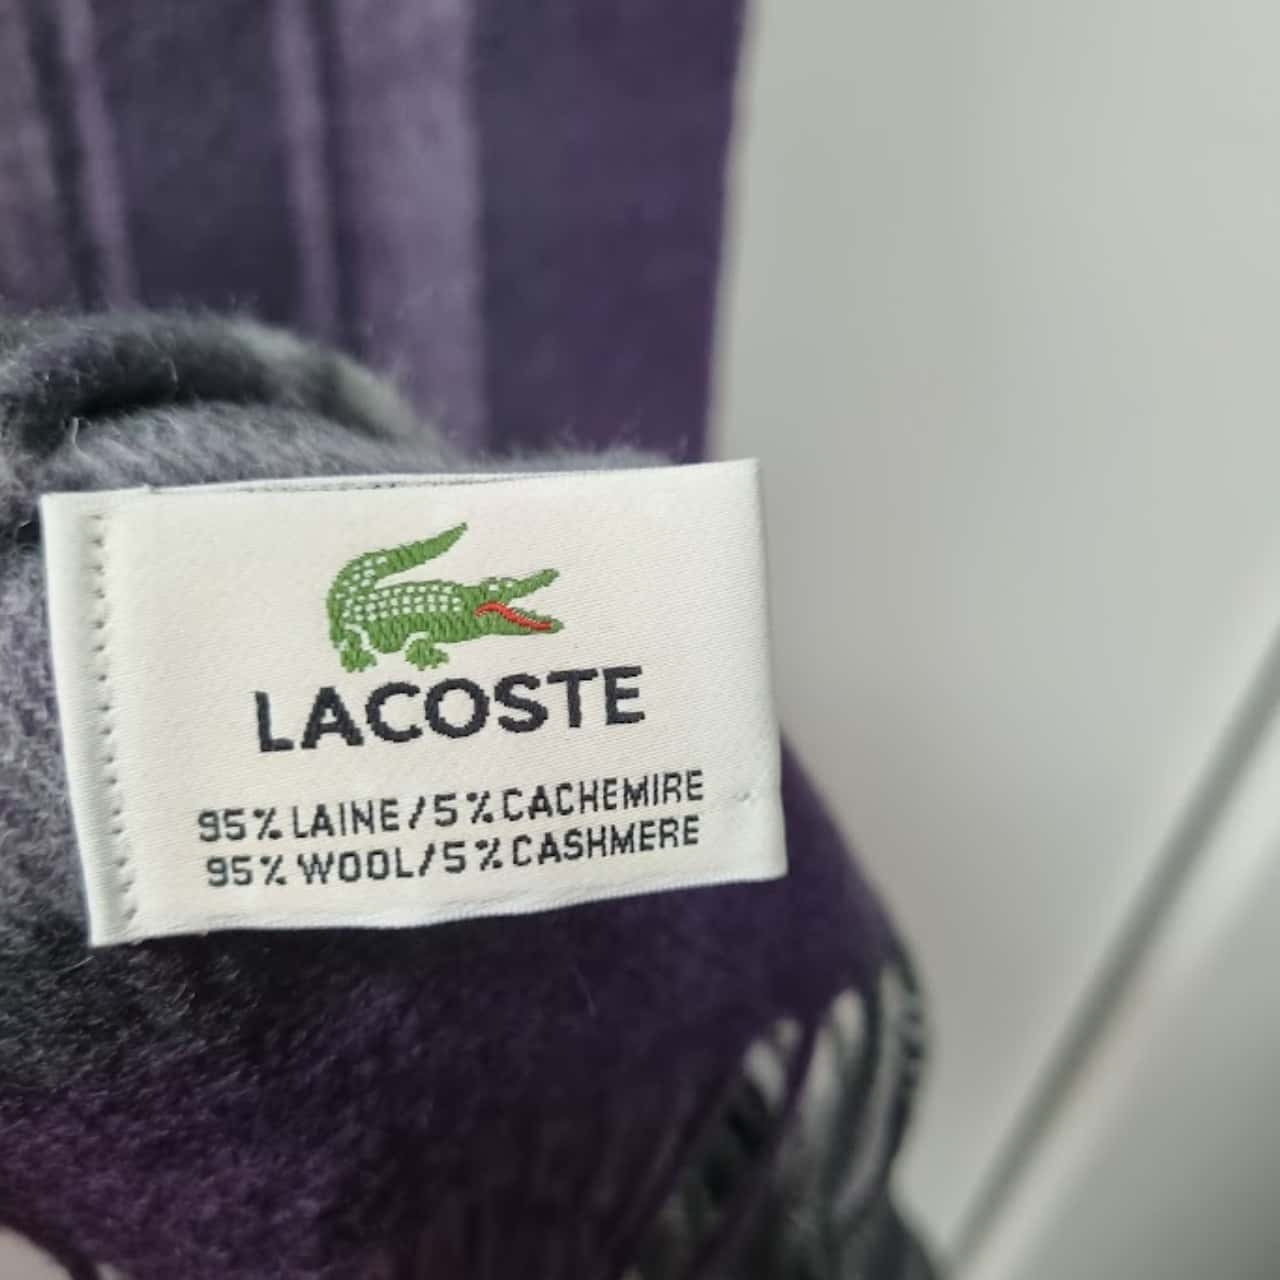 LACOSTE
95% LAINE/5% CACHEMIRE
95% WOOL/5% CASHMERE